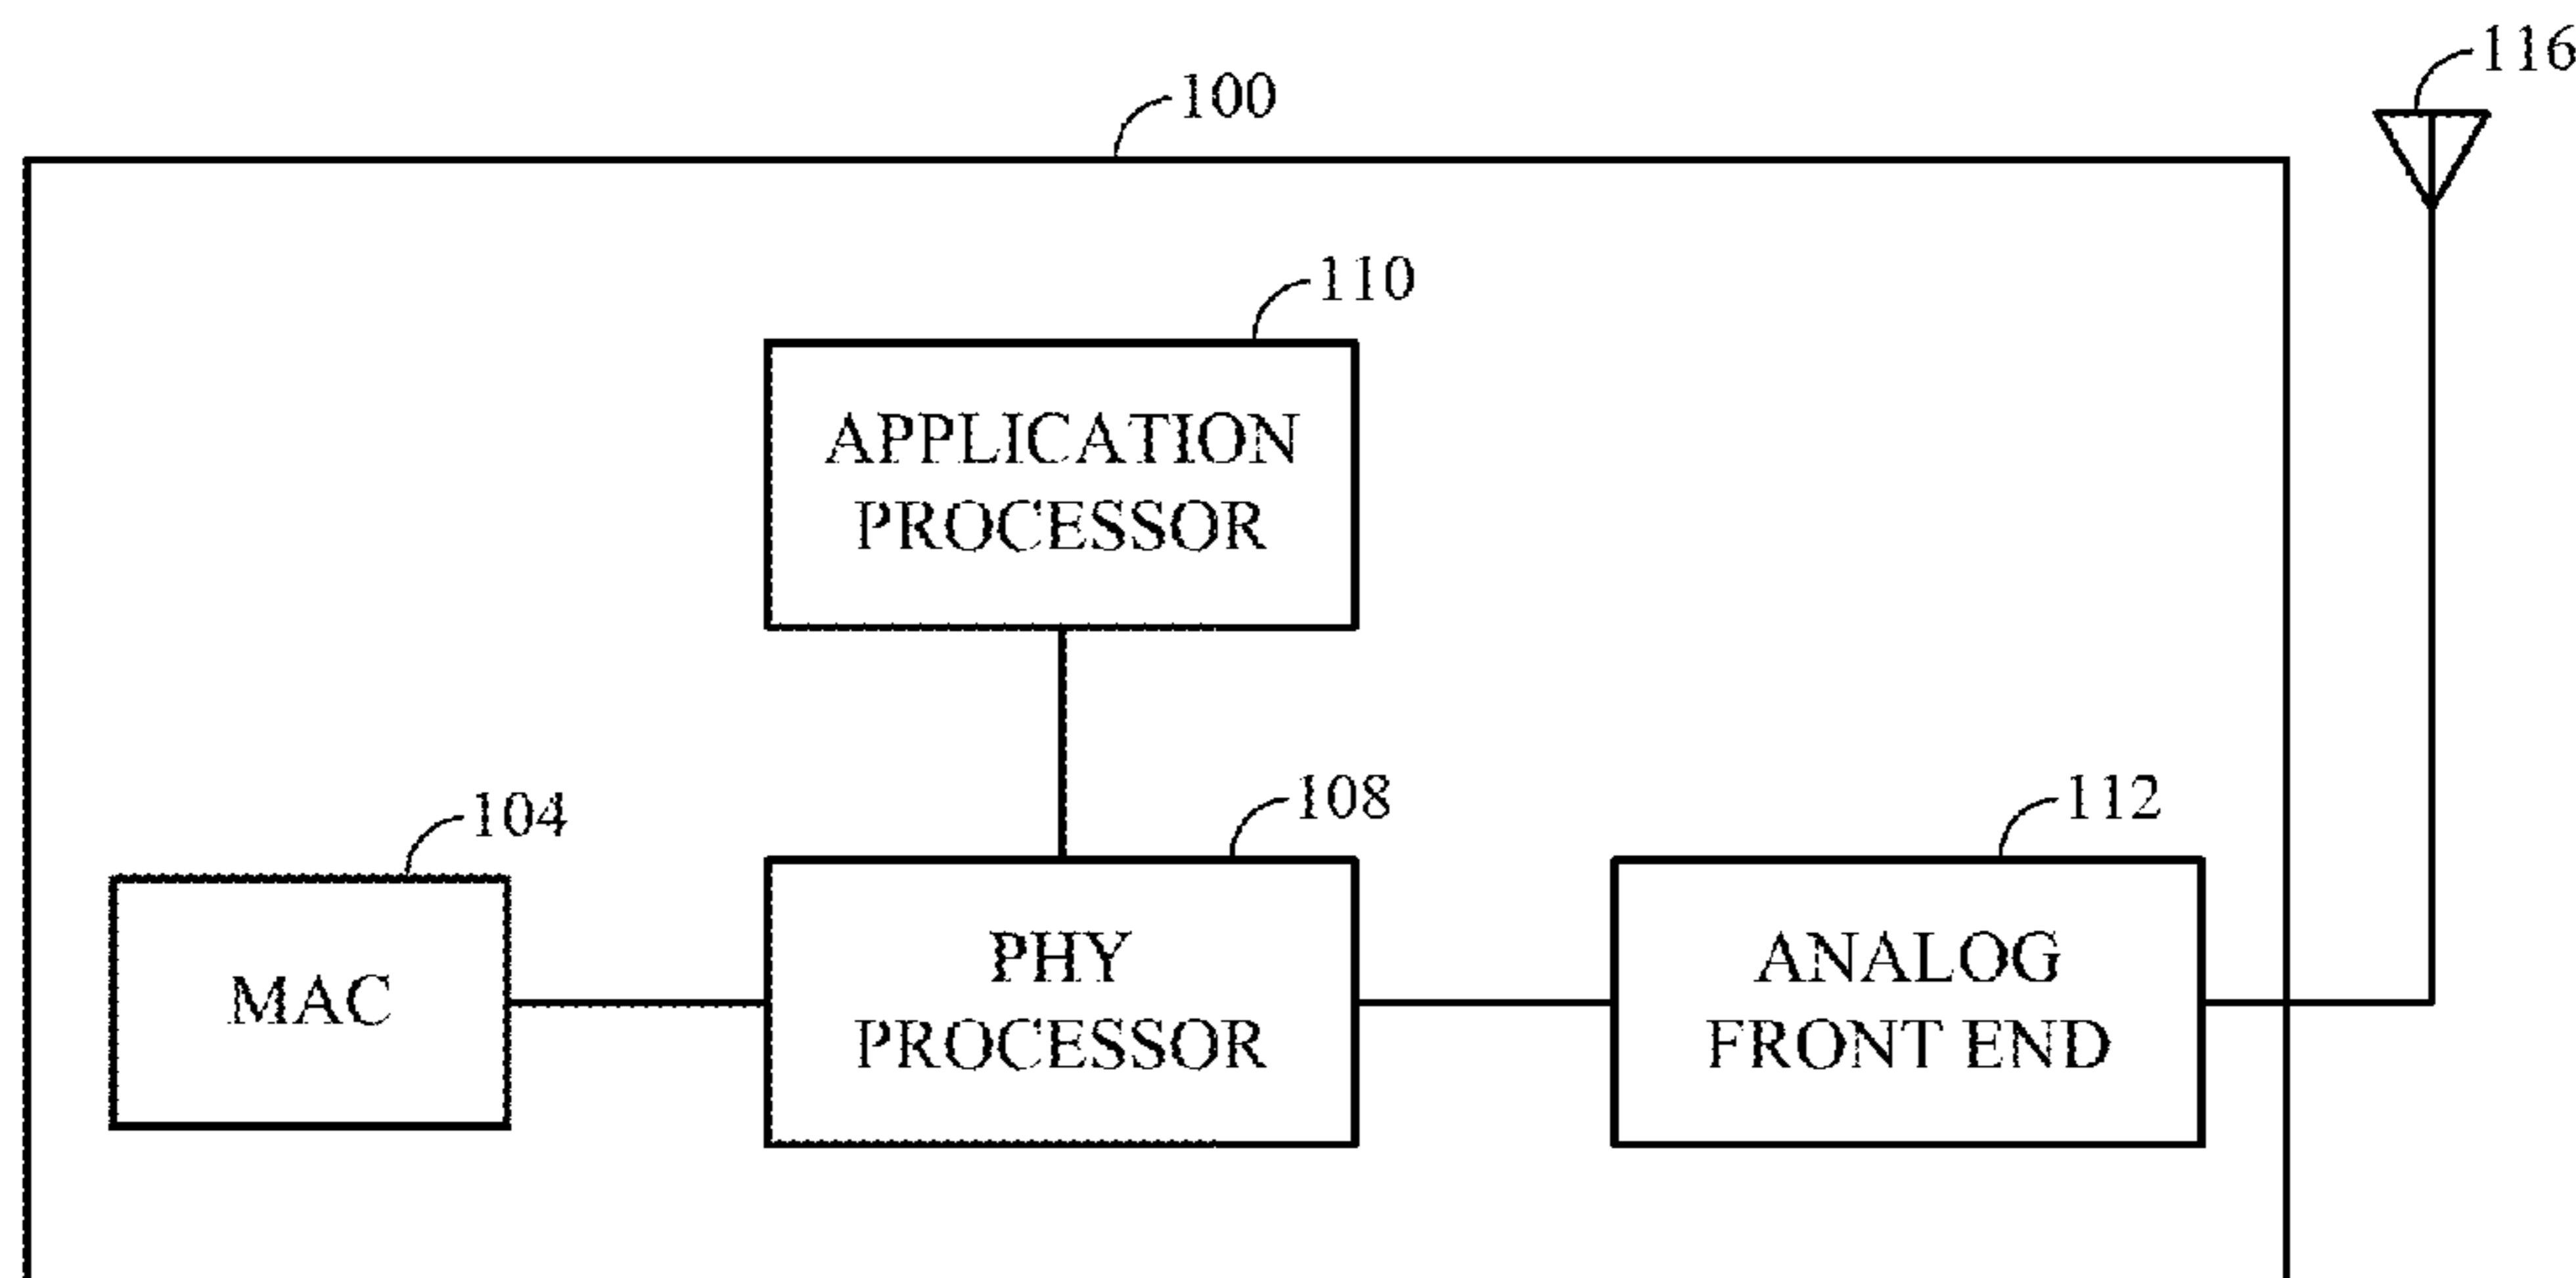 116
100
110
APPLICATION
PROCESSOR
104
108
112
MAC
PHY
PROCESSOR
ANALOG
FRONT END